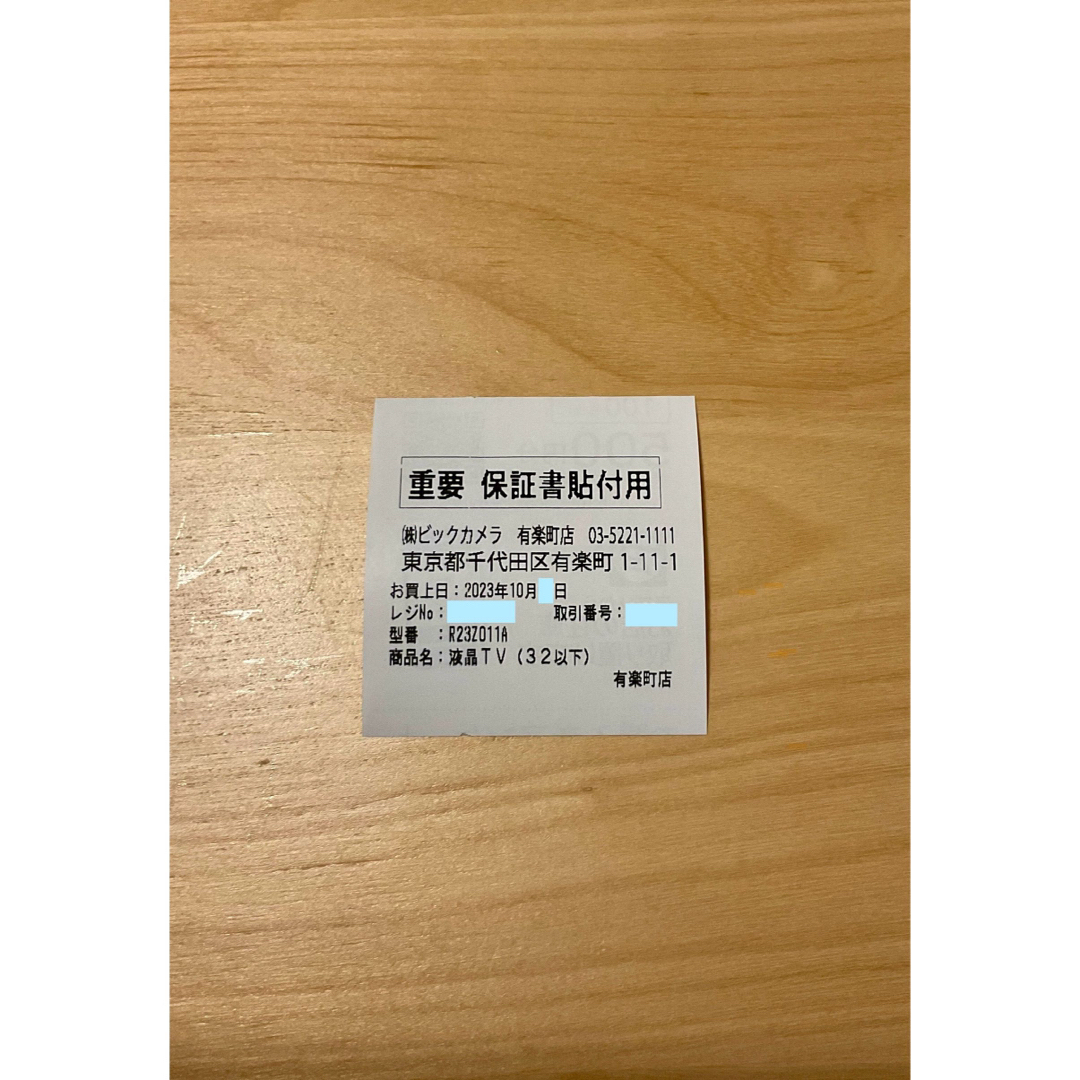 重要 保証書貼付用
㈱ビックカメラ 有楽町店 03-5221-1111
東京都千代田区有楽町 1-11-1
お買上日：2023年10月 日
レジNo： 取引番号：
型番 ：R23Z011A
商品名：液晶ＴＶ（３２以下）
有楽町店